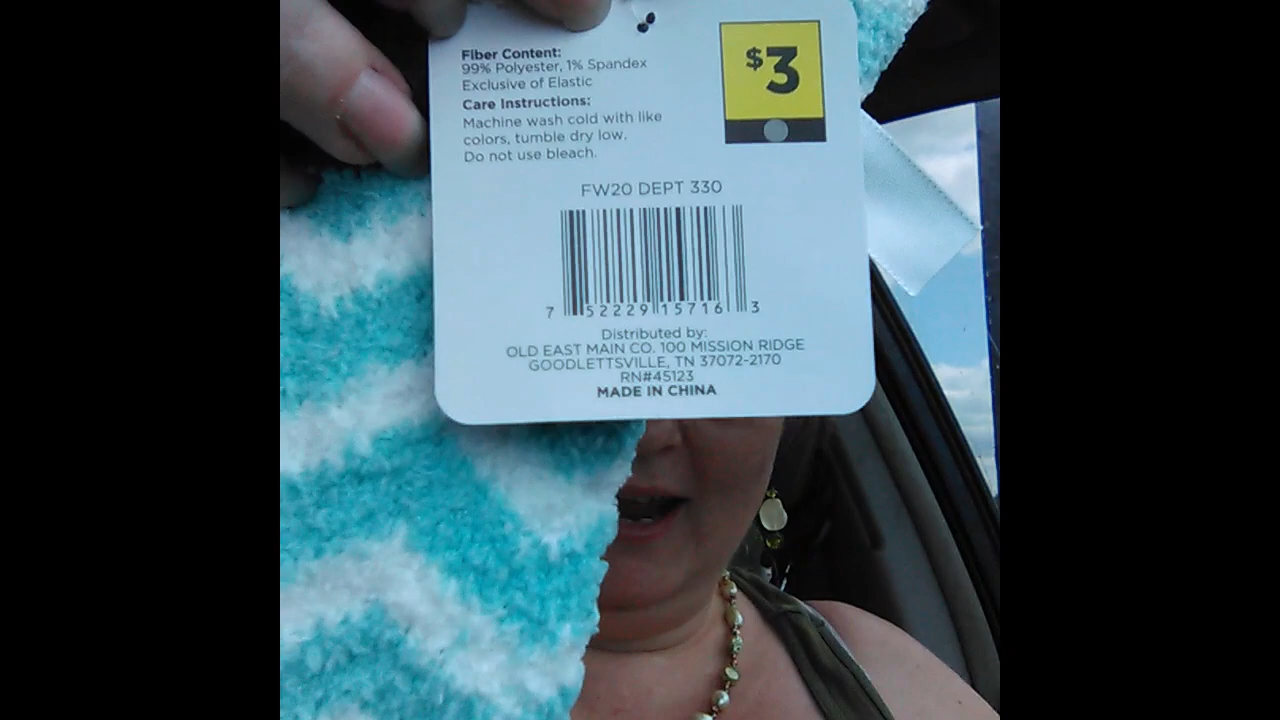 Fiber Content:
99% Polyester, 1% Spandex
Exclusive of Elastic
Care Instructions:
Machine wash cold with like
colors, tumble dry low.
Do not use bleach.
$3
FW20 DEPT 330
7 52229 15716 3
Distributed by:
OLD EAST MAIN CO. 100 MISSION RIDGE
GOODLETTSVILLE, TN 37072-2170
RN#45123
MADE IN CHINA